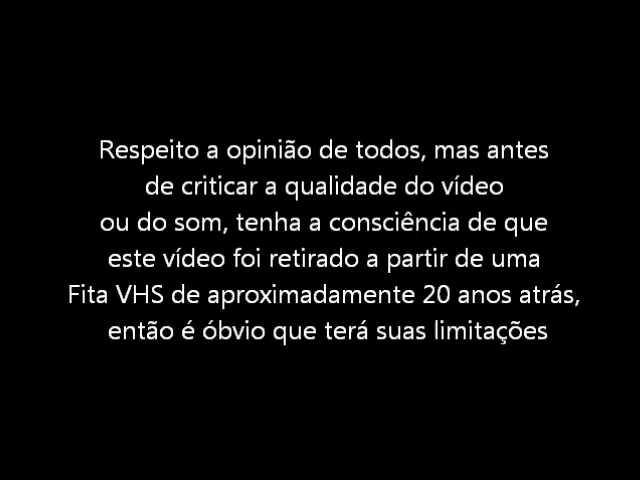 Respeito a opinião de todos, mas antes
de criticar a qualidade do vídeo
ou do som, tenha a consciência de que
este vídeo foi retirado a partir de uma
Fita VHS de aproximadamente 20 anos atrás,
então é óbvio que terá suas limitações